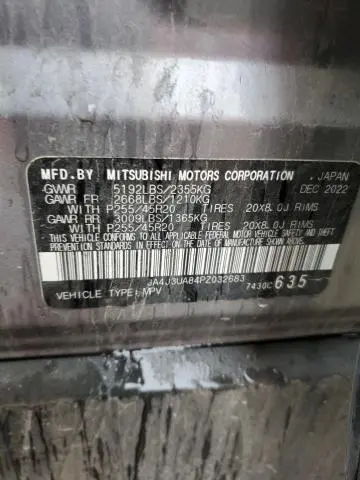 MFD.BY MITSUBISHI MOTORS CORPORATION , JAPAN
GVWR 5192LBS/2355KG DEC 2022
GAWR FR 2668LBS/1210KG
WITH P255/45R20 20X8.0J RIMS
GAWR RR 3009LBS/1365KG
WITH P255/45R20 20X8.0J RIMS
THIS VEHICLE CONFORMS TO ALL APPLICABLE FEDERAL MOTOR
VEHICLE SAFETY, BUMPER, AND THEFT PREVENTION STANDARDS
IN EFFECT ON THE DATE OF MANUFACTURE SHOWN ABOVE.
JA4J3UA84PZ032683
VEHICLE TYPE:MPV 7430C 635